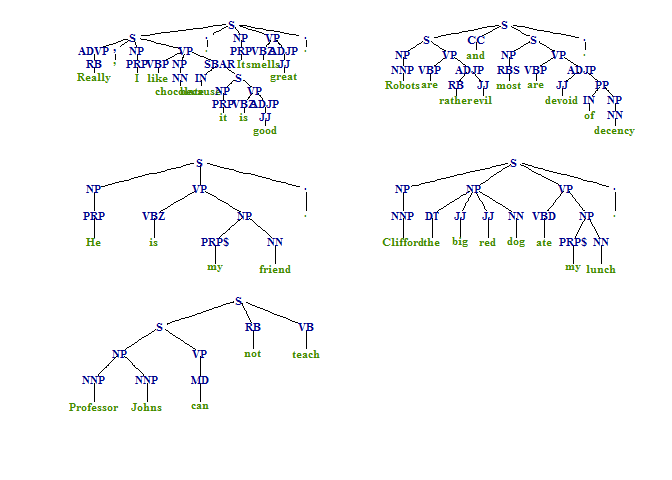 S
S . NP VP .
ADVP , NP VP . PRP VBZ ADJP .
RB , PRP VBP NP SBAR It smells JJ
Really I like NN IN S great
chocolate because NP VP
PRP VBZ ADJP
it is JJ
good
S
S CC S .
NP VP and NP VP .
NNP VBP ADJP RBS VBP ADJP
Robots are RB JJ most are JJ PP
rather evil devoid IN NP
of NN
decency
S
NP VP .
PRP VBZ NP .
He is PRP$ NN
my friend
S
NP NP VP .
NNP DT JJ JJ NN VBD NP .
Clifford the big red dog ate PRP$ NN
my lunch
S
S RB VB
NP VP not teach
NNP NNP MD
Professor Johns can